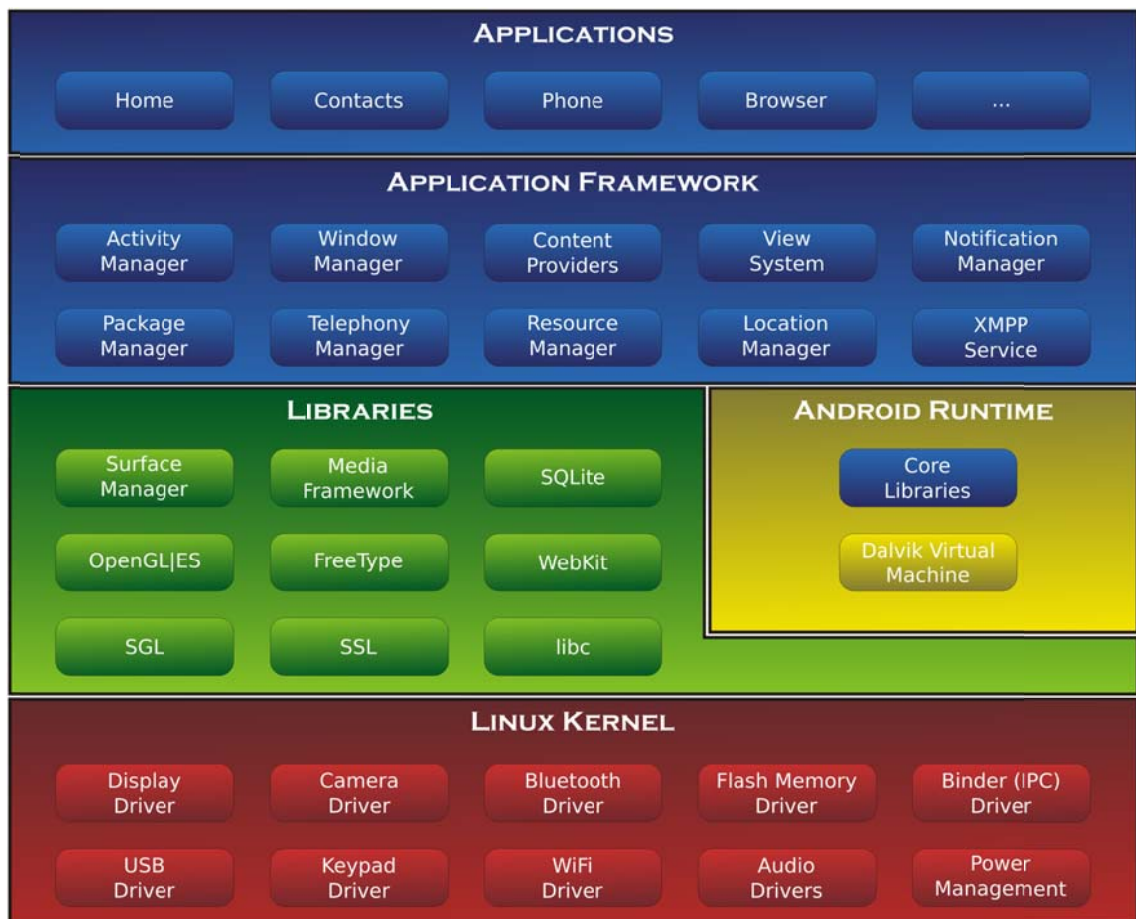 APPLICATIONS
Home
Contacts
Phone
Browser
...
APPLICATION FRAMEWORK
Activity
Manager
Window
Manager
Content
Providers
View
System
Notification
Manager
Package
Manager
Telephony
Manager
Resource
Manager
Location
Manager
XMPP
Service
LIBRARIES
Surface
Manager
Media
Framework
SQLite
OpenGL|ES
FreeType
WebKit
SGL
SSL
libc
ANDROID RUNTIME
Core
Libraries
Dalvik Virtual
Machine
LINUX KERNEL
Display
Driver
Camera
Driver
Bluetooth
Driver
Flash Memory
Driver
Binder (IPC)
Driver
USB
Driver
Keypad
Driver
WiFi
Driver
Audio
Drivers
Power
Management